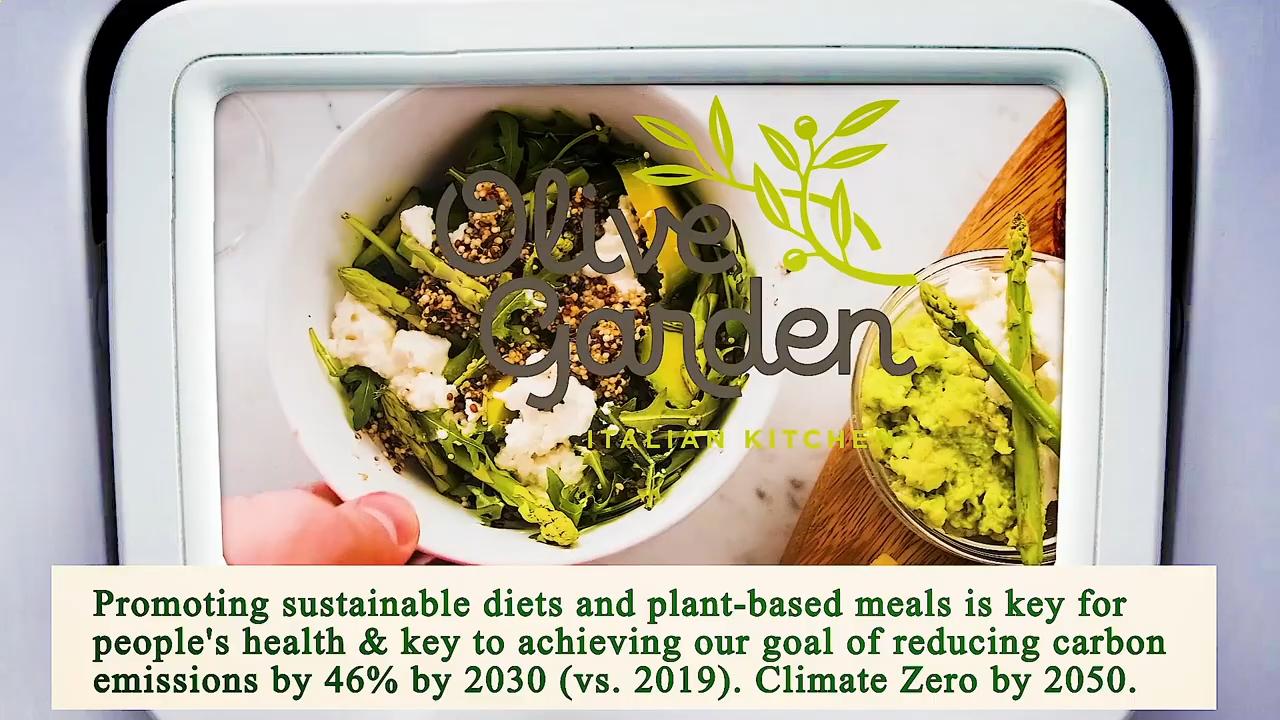 Olive
Garden
ITALIAN KITCHEN
Promoting sustainable diets and plant-based meals is key for
people's health & key to achieving our goal of reducing carbon
emissions by 46% by 2030 (vs. 2019). Climate Zero by 2050.